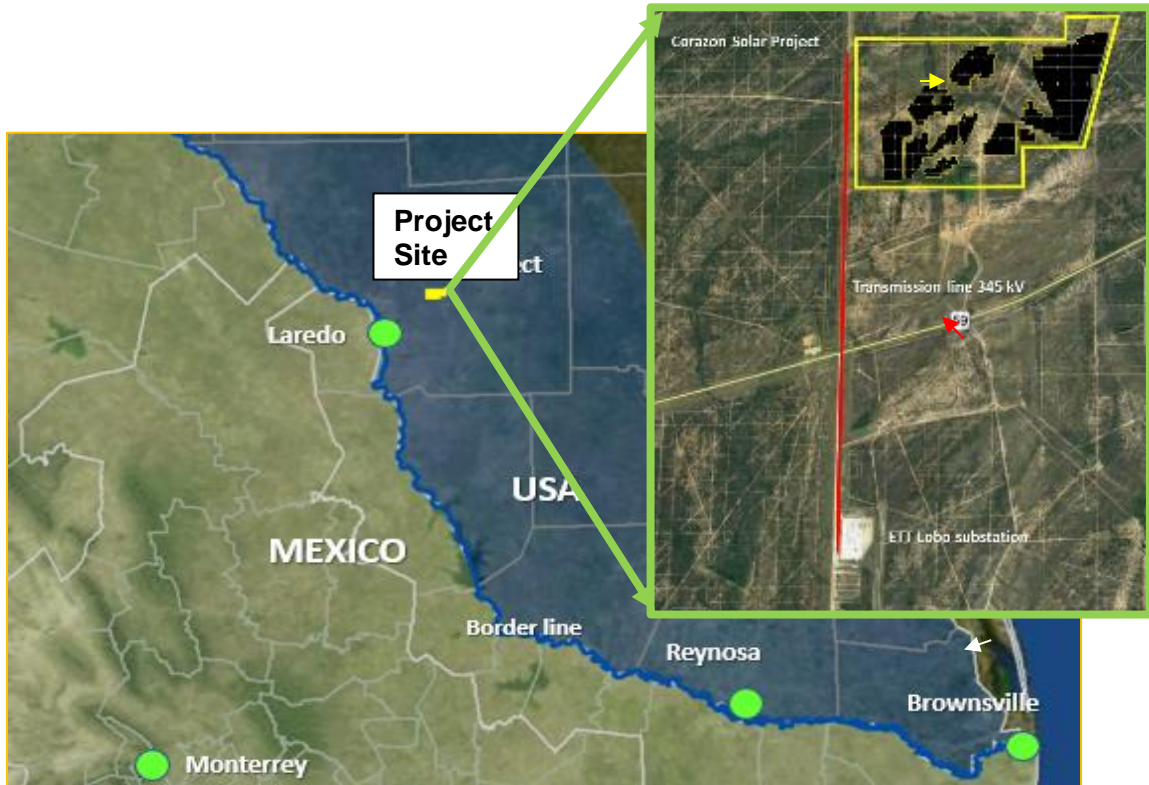 Corazon Solar Project
Project
Site
ect
Laredo
Transmission line 345 kV
59
USA
ETT Lobo substation
MEXICO
Border line
Reynosa
Brownsville
Monterrey